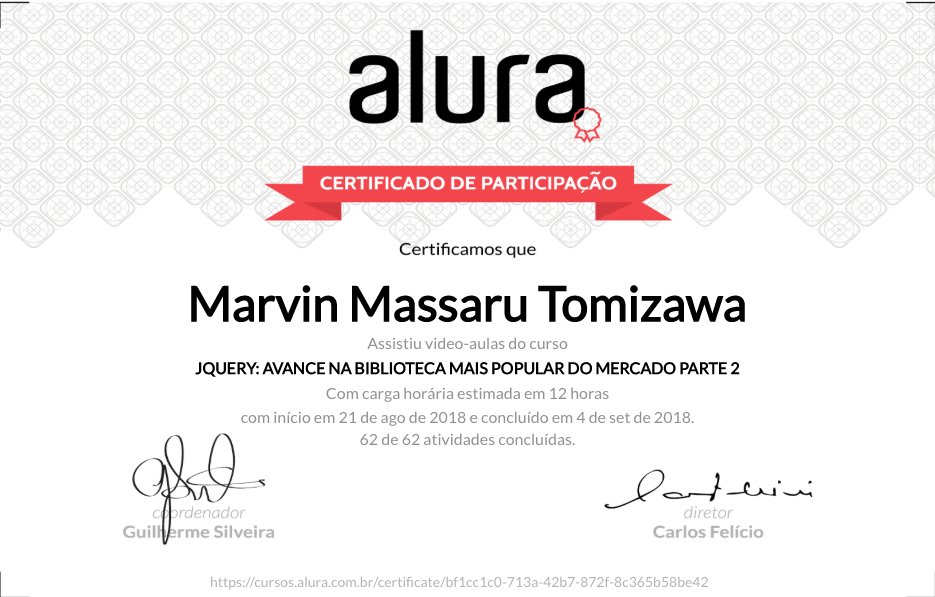 alura
CERTIFICADO DE PARTICIPAÇÃO
Certificamos que
Marvin Massaru Tomizawa
Assistiu video-aulas do curso
JQUERY: AVANCE NA BIBLIOTECA MAIS POPULAR DO MERCADO PARTE 2
Com carga horária estimada em 12 horas
com início em 21 de ago de 2018 e concluído em 4 de set de 2018.
62 de 62 atividades concluídas.
coordenador
Guilherme Silveira
diretor
Carlos Felício
https://cursos.alura.com.br/certificate/bf1cc1c0-713a-42b7-872f-8c365b58be42